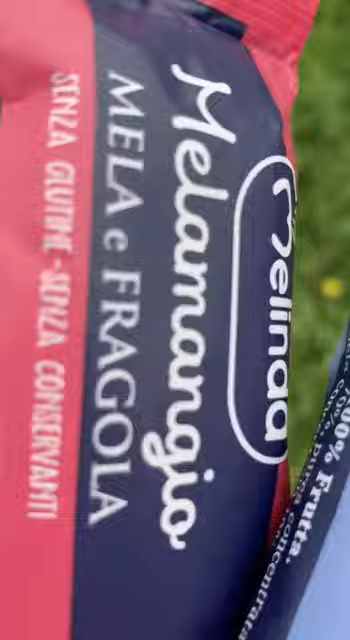 Melinda
Melamangio
MELA e FRAGOLA
SENZA GLUTINE - SENZA CONSERVANTI
100% Frutta.